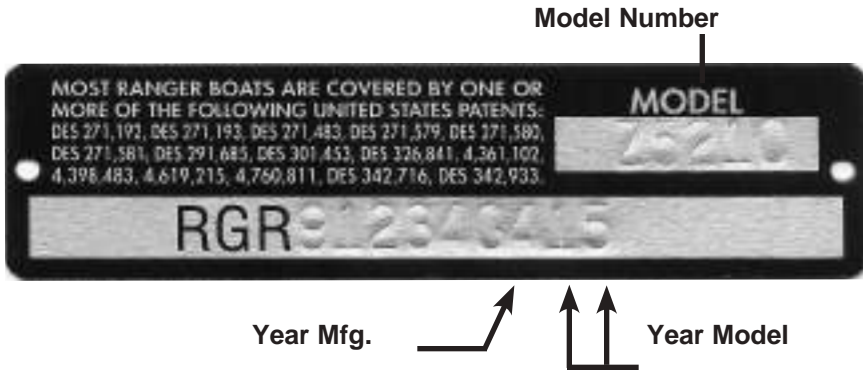 Model Number
MOST RANGER BOATS ARE COVERED BY ONE OR
MORE OF THE FOLLOWING UNITED STATES PATENTS:
DES 271,192, DES 271,193, DES 271,483, DES 271,579, DES 271,580,
DES 271,581, DES 291,685, DES 301,453, DES 326,841, 4,361,102,
4,398,483, 4,619,215, 4,760,811, DES 342,716, DES 342,933.
MODEL
RGR
Year Mfg.
Year Model